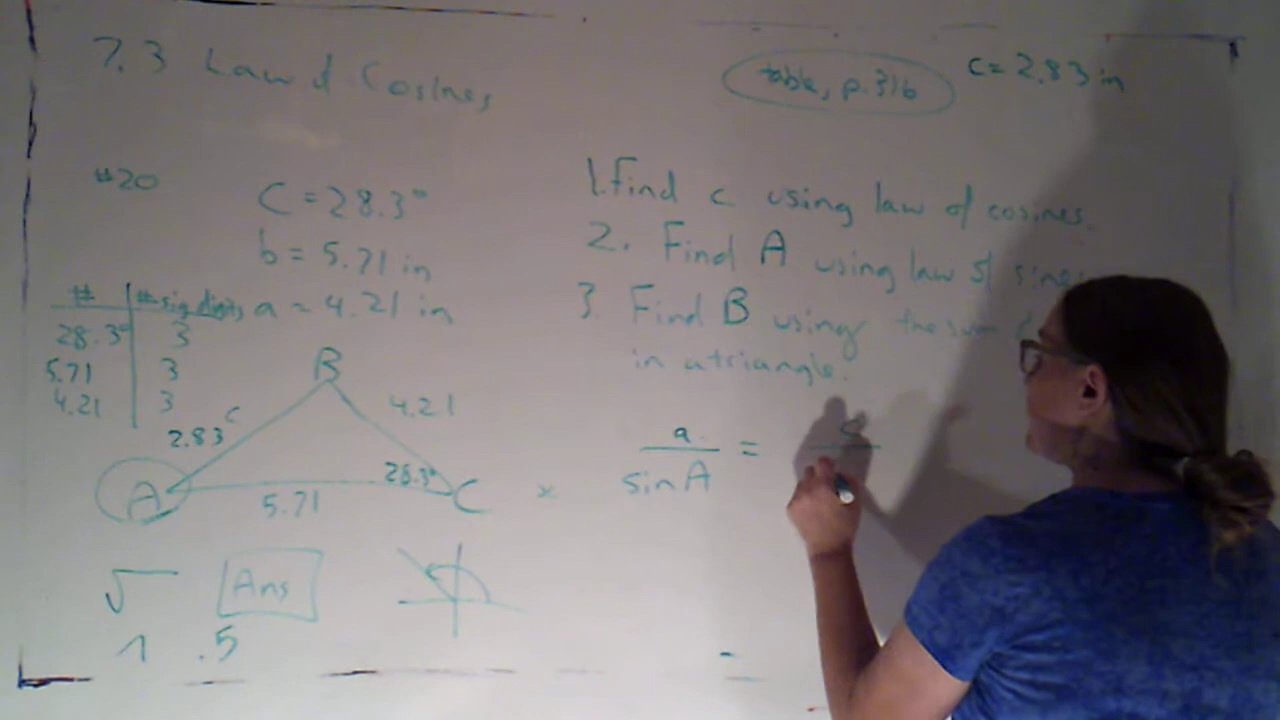 7.3 Law of Cosines
table, p.316
c = 2.83 in
#20
C = 28.3°
b = 5.71 in
a = 4.21 in
# # sig digits
28.3° 3
5.71 3
4.21 3
1. Find c using law of cosines.
2. Find A using law of
3. Find B using the sum
in a triangle.
B
c
2.83
4.21
A
5.71
28.3°
C
x
a
sin A
=
c
√
Ans
1 .5